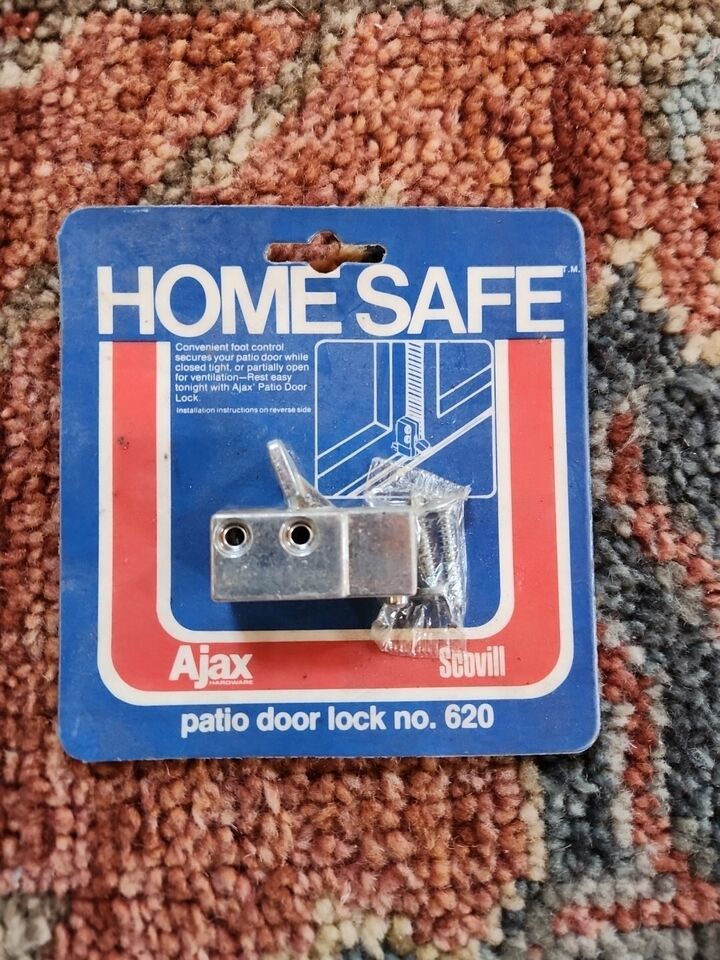 HOME SAFE T.M.
Convenient foot control
secures your patio door while
closed tight, or partially open
for ventilation—Rest easy
tonight with Ajax® Patio Door
Lock.
Installation instructions on reverse side
Ajax
HARDWARE
Scovill
patio door lock no. 620